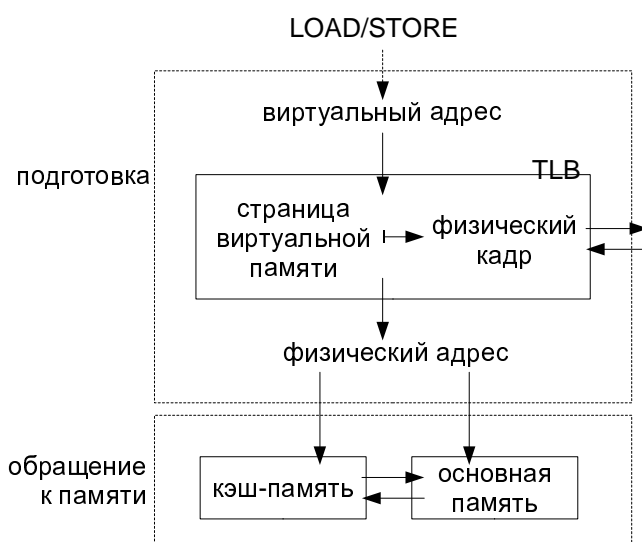 LOAD/STORE
виртуальный адрес
подготовка
TLB
страница
виртуальной
памяти
физический
кадр
физический адрес
обращение
к памяти
кэш-память
основная
память